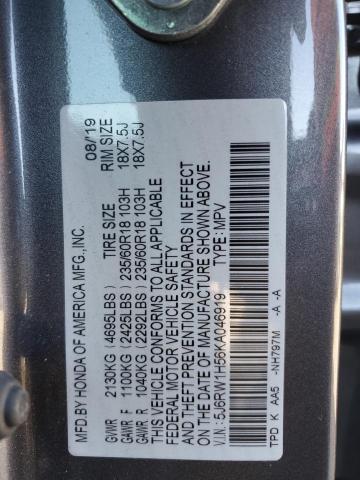 MFD.BY HONDA OF AMERICA MFG.,INC. 08/19
GVWR 2130KG (4695LBS) TIRE SIZE RIM SIZE
GAWR F 1100KG (2425LBS) 235/60R18 103H 18X7.5J
GAWR R 1040KG (2292LBS) 235/60R18 103H 18X7.5J
THIS VEHICLE CONFORMS TO ALL APPLICABLE
FEDERAL MOTOR VEHICLE SAFETY
AND THEFT PREVENTION STANDARDS IN EFFECT
ON THE DATE OF MANUFACTURE SHOWN ABOVE.
V.I.N.: 5J6RW1H56KA046919 TYPE: MPV
TPD K AA5 -NH797M -A -A